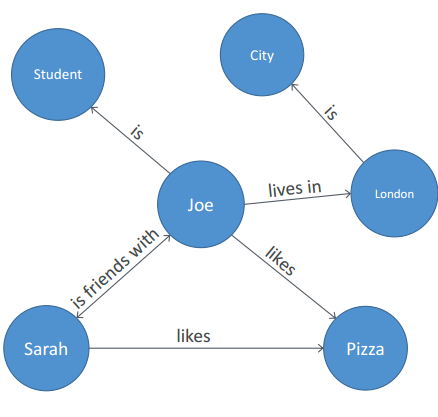 City
Student
is
is
lives in
London
Joe
is friends with
likes
likes
Sarah
Pizza